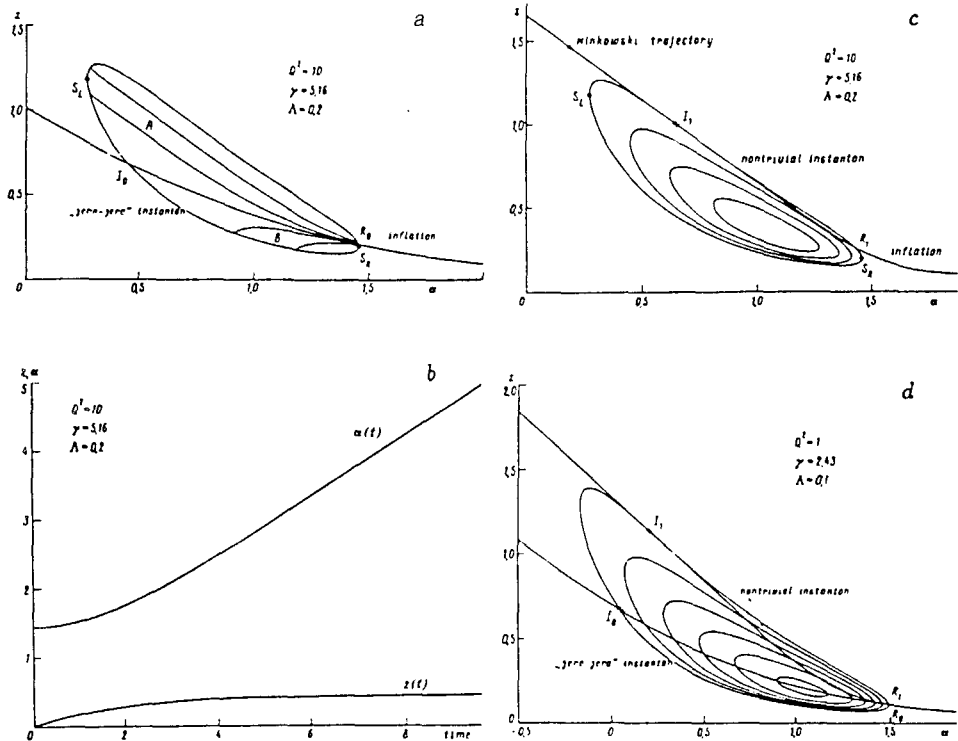 a
z
1,5
1,0
0,5
0
0,5
1,0
1,5
α
Q²=10
γ=5,16
Λ=0,2
S_L
A
I_0
B
R_0
S_R
inflation
instanton
c
z
1,5
1,0
0,5
0
0,5
1,0
1,5
α
Minkowski trajectory
Q²=10
γ=5,16
Λ=0,2
S_L
I_1
nontrivial instanton
R_1
inflation
S_R
b
z,α
5
4
3
2
1
0
0
2
4
6
8
time
Q²=10
γ=5,16
Λ=0,2
α(t)
z(t)
d
z
2,0
1,5
1,0
0,5
0
-0,5
0
0,5
1,0
1,5
α
Q²=1
γ=2,43
Λ=0,1
I_1
nontrivial instanton
I_0
instanton
R_1
R_0